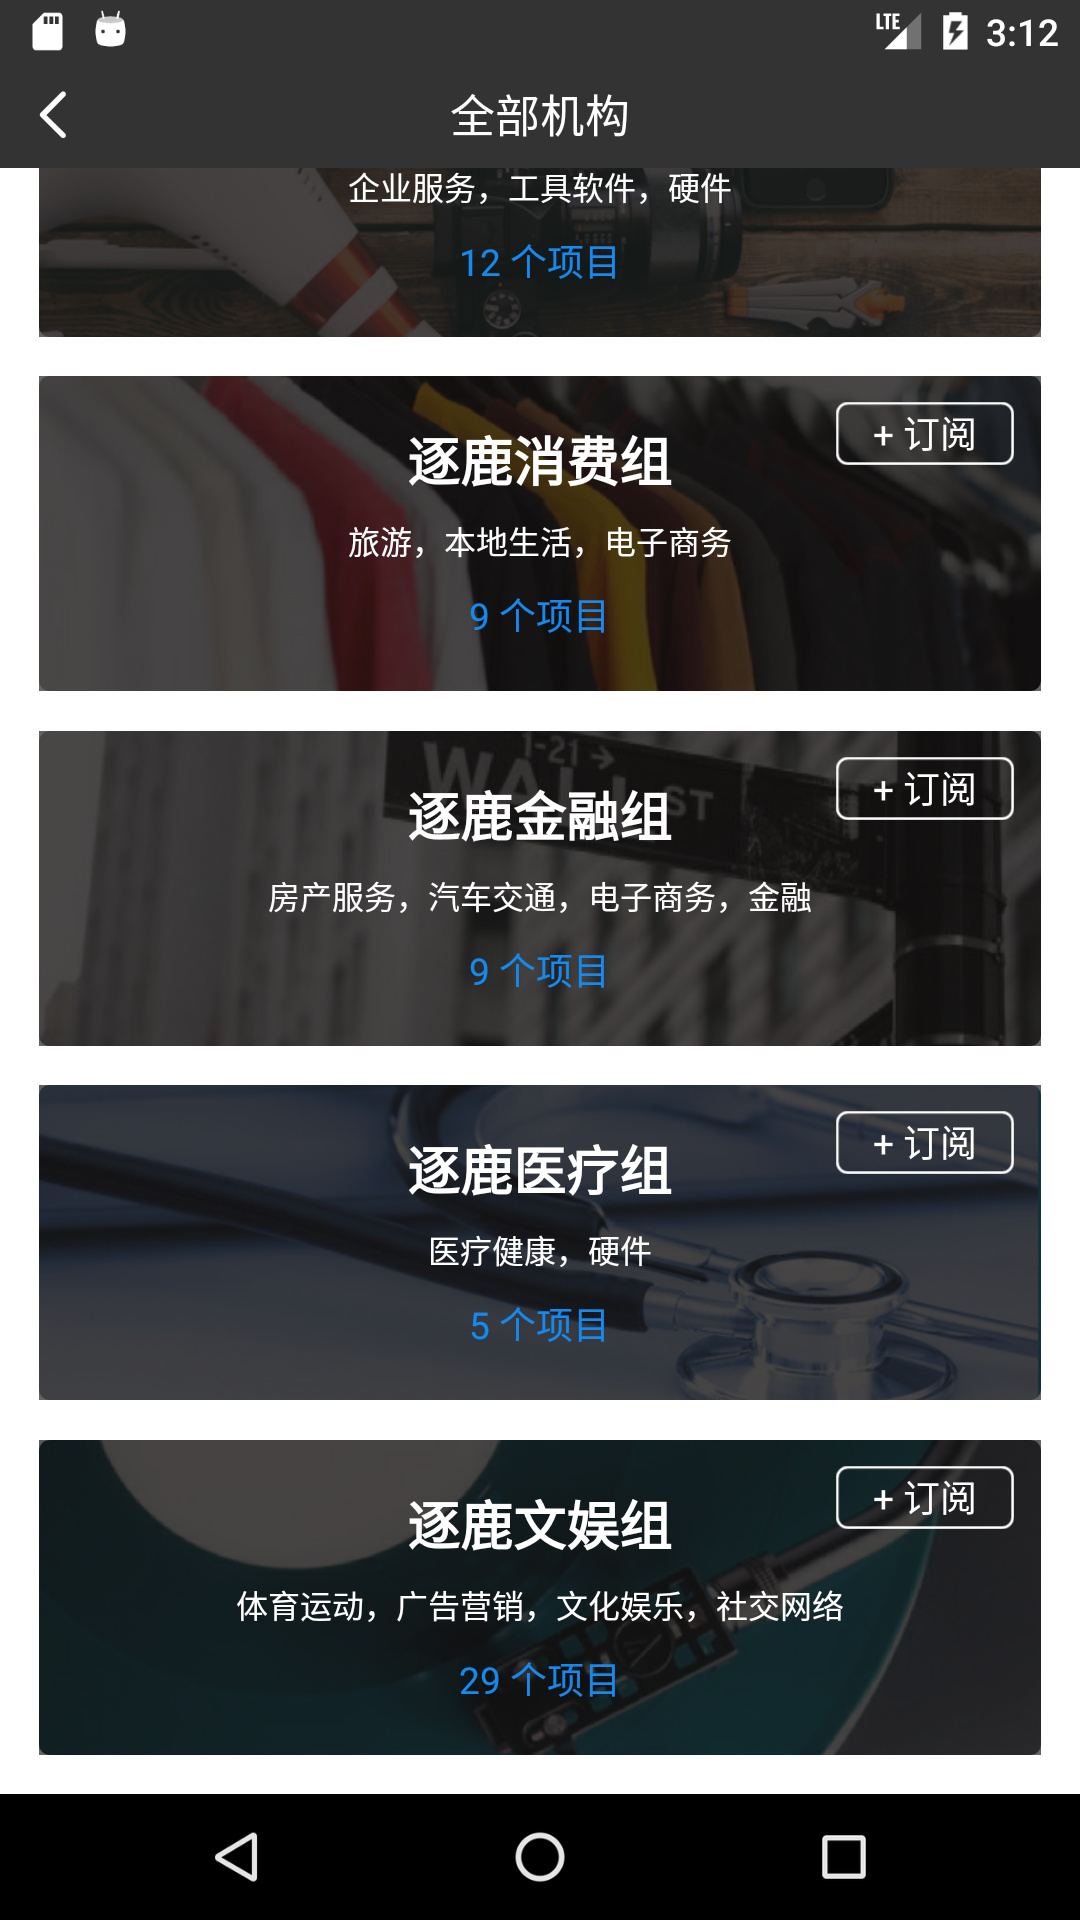 LTE 3:12
全部机构
企业服务，工具软件，硬件
12 个项目
+ 订阅
逐鹿消费组
旅游，本地生活，电子商务
9 个项目
1-21
WALL ST
+ 订阅
逐鹿金融组
房产服务，汽车交通，电子商务，金融
9 个项目
+ 订阅
逐鹿医疗组
医疗健康，硬件
5 个项目
+ 订阅
逐鹿文娱组
体育运动，广告营销，文化娱乐，社交网络
29 个项目